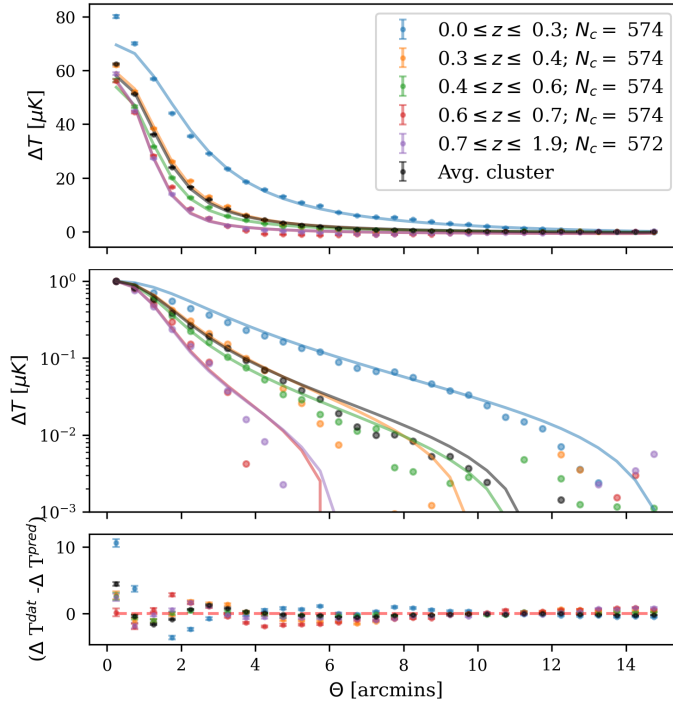 80
60
40
20
0
ΔT [μK]
0.0 ≤ z ≤ 0.3; N_c = 574
0.3 ≤ z ≤ 0.4; N_c = 574
0.4 ≤ z ≤ 0.6; N_c = 574
0.6 ≤ z ≤ 0.7; N_c = 574
0.7 ≤ z ≤ 1.9; N_c = 572
Avg. cluster
10^0
10^−1
10^−2
10^−3
ΔT [μK]
10
0
(Δ T^dat -Δ T^pred)
0 2 4 6 8 10 12 14
Θ [arcmins]